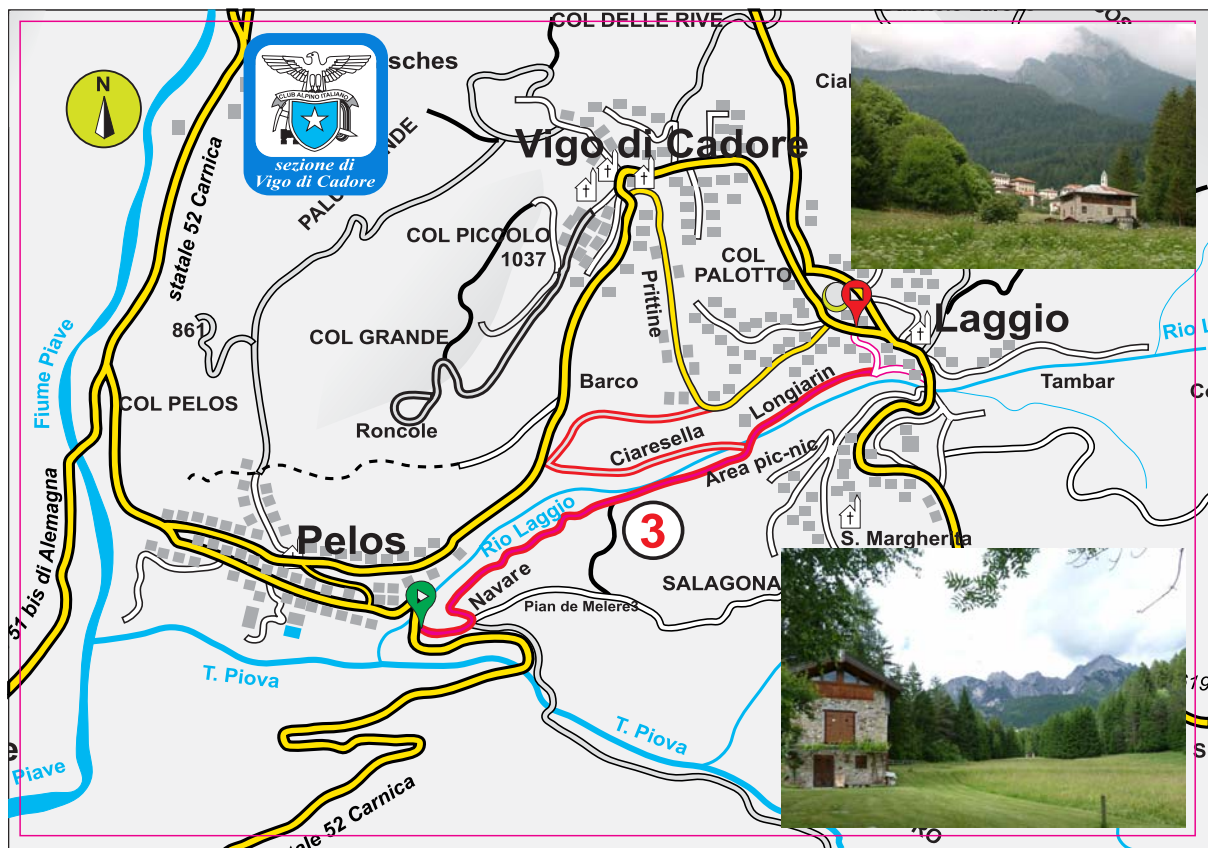 COL DELLE RIVE
N
sches
CLUB ALPINO ITALIANO
sezione di
Vigo di Cadore
Vigo di Cadore
statale 52 Carnica
COL PICCOLO
1037
COL
PALOTTO
Prittine
Fiume Piave
861
COL GRANDE
Laggio
COL PELOS
Barco
Longiarin
Tambar
Roncole
Ciaresella
Area pic-nic
51 bis di Alemagna
Rio Laggio
3
Pelos
S. Margherita
Navare
SALAGONA
Pian de Melere3
T. Piova
T. Piova
Piave
52 Carnica